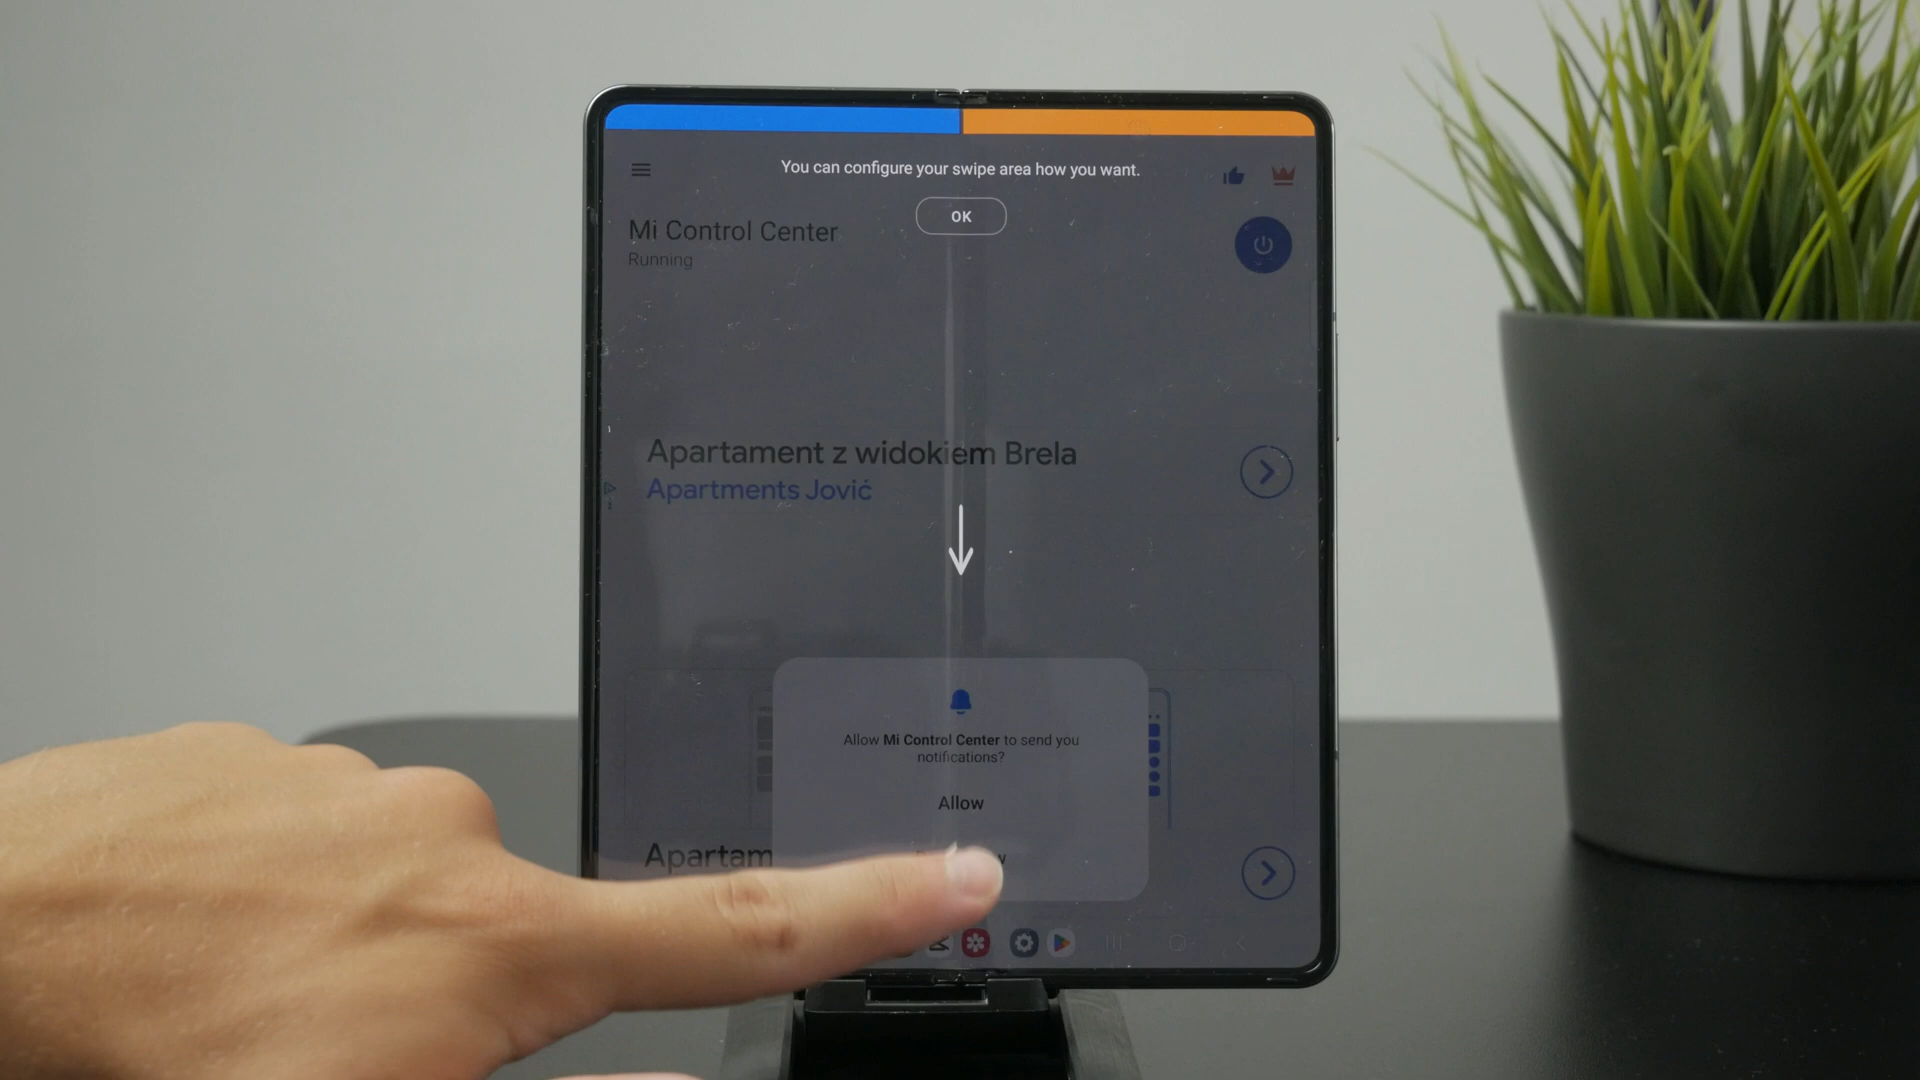 You can configure your swipe area how you want.
OK
Mi Control Center
Running
Apartament z widokiem Brela
Apartments Jović
Allow Mi Control Center to send you
notifications?
Allow
Apartam